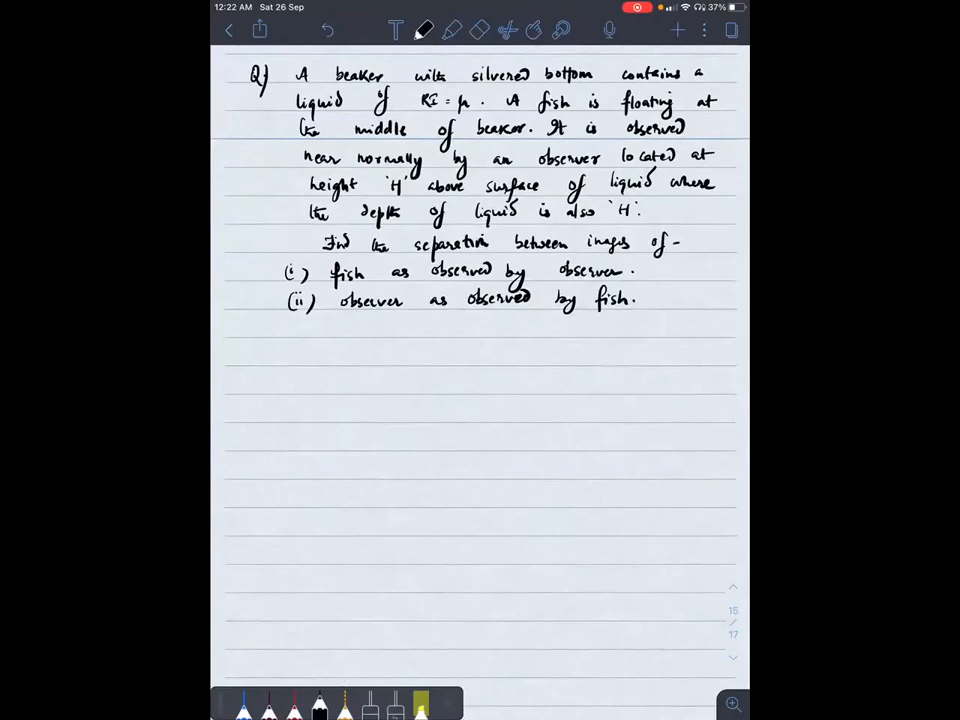 12:22 AM Sat 26 Sep 37%
T
Q) A beaker with silvered bottom contains a
liquid of RI = μ. A fish is floating at
the middle of beaker. It is observed
near normally by an observer located at
height 'H' above surface of liquid where
the depth of liquid is also 'H'.
Find the separation between images of -
(i) fish as observed by observer.
(ii) observer as observed by fish.
15
/
17